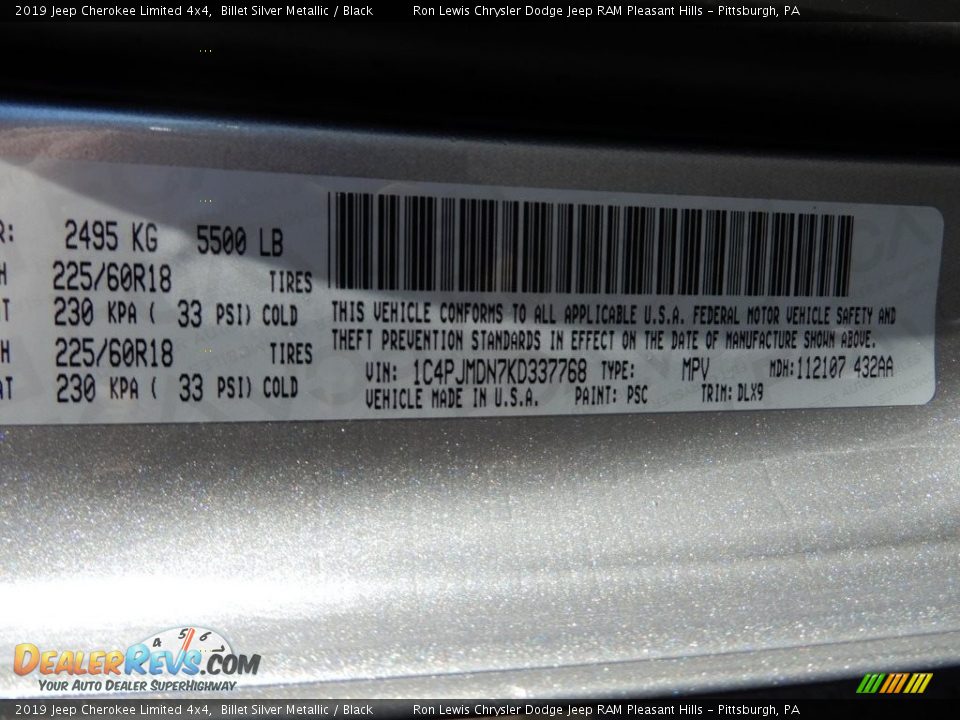 2019 Jeep Cherokee Limited 4x4, Billet Silver Metallic / Black Ron Lewis Chrysler Dodge Jeep RAM Pleasant Hills - Pittsburgh, PA
R: 2495 KG 5500 LB
H 225/60R18 TIRES
T 230 KPA ( 33 PSI) COLD
H 225/60R18 TIRES
AT 230 KPA ( 33 PSI) COLD
THIS VEHICLE CONFORMS TO ALL APPLICABLE U.S.A. FEDERAL MOTOR VEHICLE SAFETY AND
THEFT PREVENTION STANDARDS IN EFFECT ON THE DATE OF MANUFACTURE SHOWN ABOVE.
VIN: 1C4PJMDN7KD337768 TYPE: MPV MDH:112107 432AA
VEHICLE MADE IN U.S.A. PAINT: PSC TRIM: DLX9
4 5 6
DEALERREVS.COM
YOUR AUTO DEALER SUPERHIGHWAY
2019 Jeep Cherokee Limited 4x4, Billet Silver Metallic / Black Ron Lewis Chrysler Dodge Jeep RAM Pleasant Hills - Pittsburgh, PA